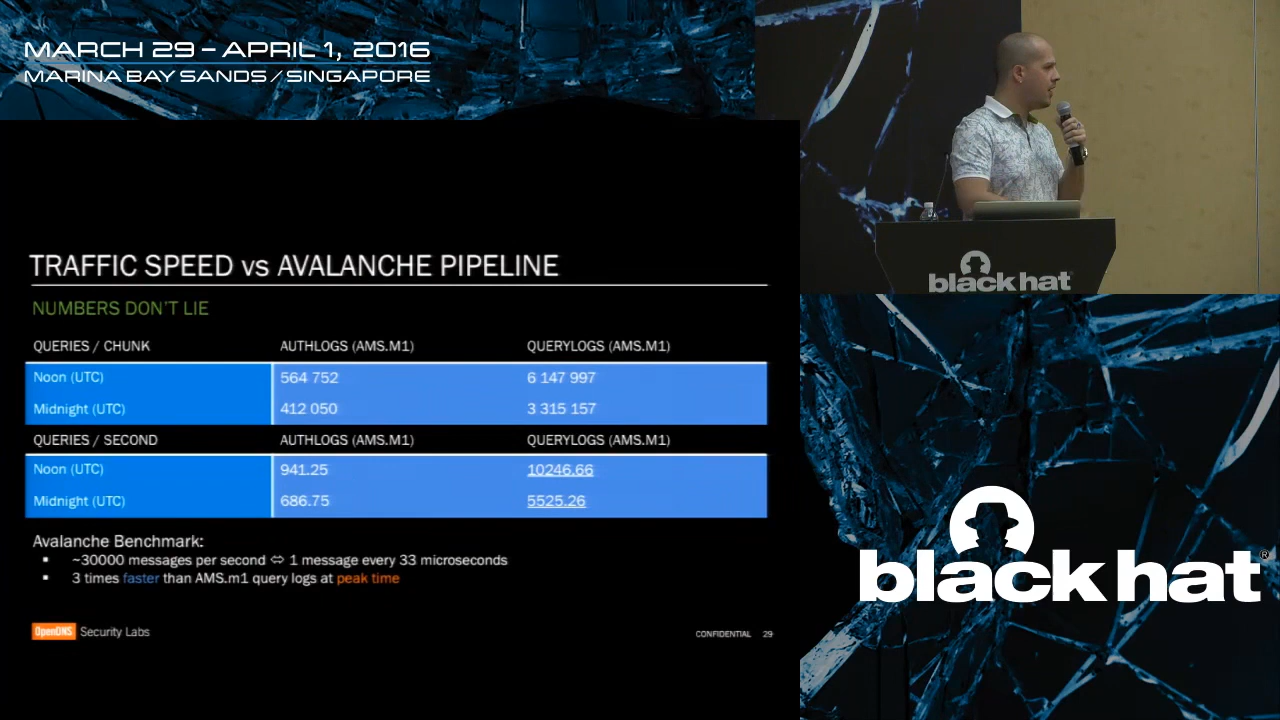 MARCH 29 – APRIL 1, 2016
MARINA BAY SANDS / SINGAPORE
TRAFFIC SPEED vs AVALANCHE PIPELINE
NUMBERS DON'T LIE
QUERIES / CHUNK AUTHLOGS (AMS.M1) QUERYLOGS (AMS.M1)
Noon (UTC) 564 752 6 147 997
Midnight (UTC) 412 050 3 315 157
QUERIES / SECOND AUTHLOGS (AMS.M1) QUERYLOGS (AMS.M1)
Noon (UTC) 941.25 10246.66
Midnight (UTC) 686.75 5525.26
Avalanche Benchmark:
▪ ~30000 messages per second ⇔ 1 message every 33 microseconds
▪ 3 times faster than AMS.m1 query logs at peak time
OpenDNS Security Labs
CONFIDENTIAL 29
black hat
black hat®